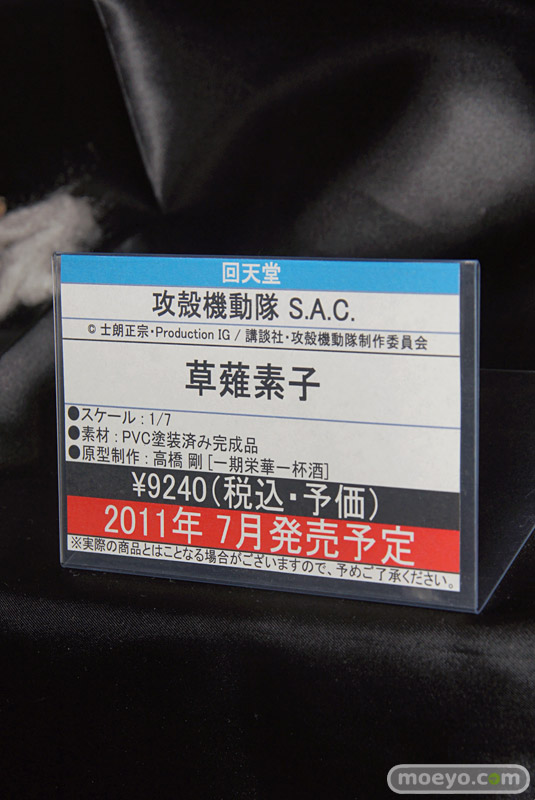 回天堂
攻殻機動隊 S.A.C.
© 士朗正宗・Production IG / 講談社・攻殻機動隊制作委員会
草薙素子
●スケール : 1/7
●素材 : PVC塗装済み完成品
●原型制作 : 高橋 剛 [一期栄華一杯酒]
¥9240(税込・予価)
2011年 7月発売予定
※実際の商品とはことなる場合がございますので、予めご了承ください。
moeyo.com